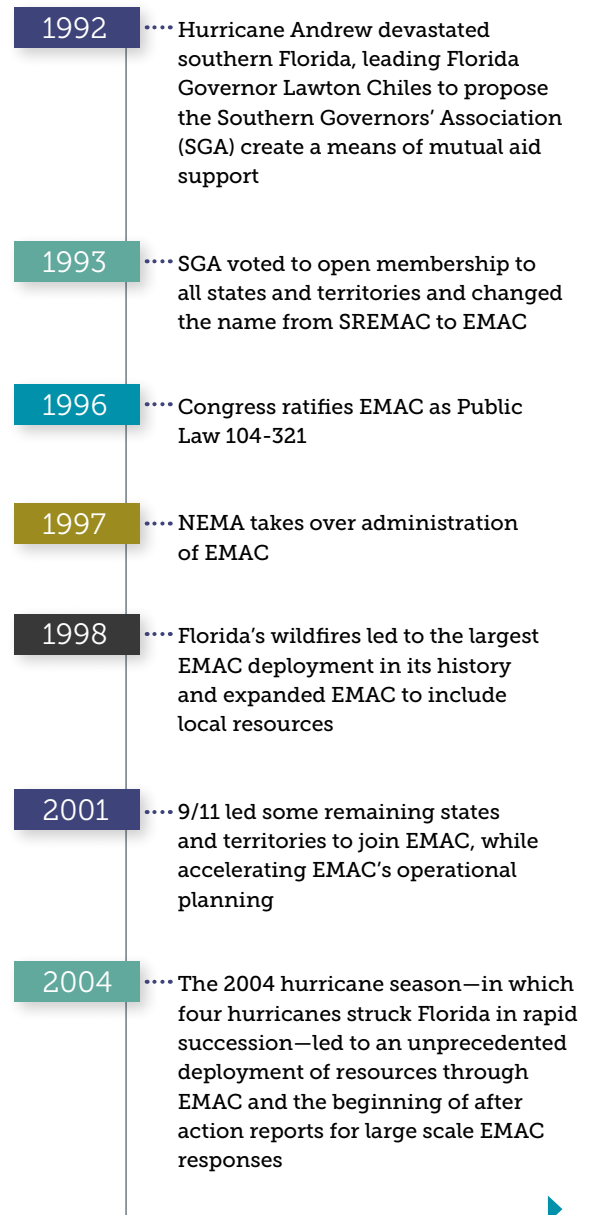 1992
Hurricane Andrew devastated
southern Florida, leading Florida
Governor Lawton Chiles to propose
the Southern Governors’ Association
(SGA) create a means of mutual aid
support
1993
SGA voted to open membership to
all states and territories and changed
the name from SREMAC to EMAC
1996
Congress ratifies EMAC as Public
Law 104-321
1997
NEMA takes over administration
of EMAC
1998
Florida’s wildfires led to the largest
EMAC deployment in its history
and expanded EMAC to include
local resources
2001
9/11 led some remaining states
and territories to join EMAC, while
accelerating EMAC’s operational
planning
2004
The 2004 hurricane season—in which
four hurricanes struck Florida in rapid
succession—led to an unprecedented
deployment of resources through
EMAC and the beginning of after
action reports for large scale EMAC
responses